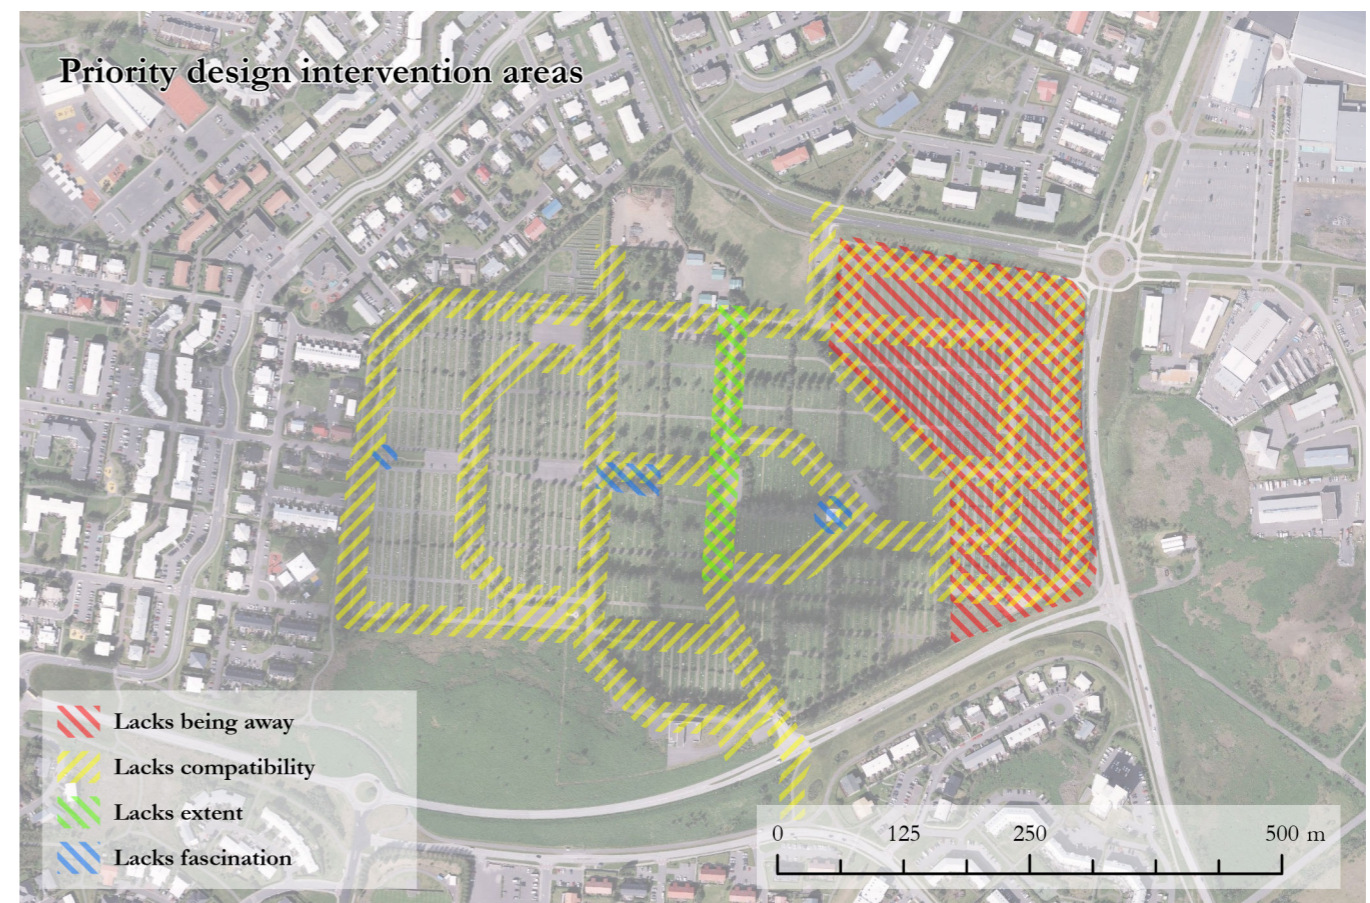 Priority design intervention areas
Lacks being away
Lacks compatibility
Lacks extent
Lacks fascination
0 125 250 500 m